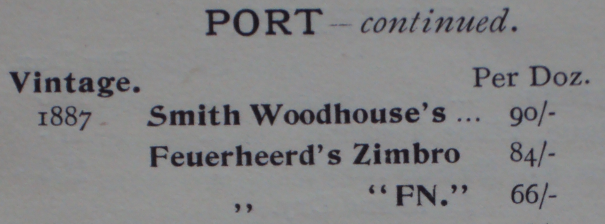 PORT – continued.
Vintage. Per Doz.
1887 Smith Woodhouse's ... 90/-
Feuerheerd's Zimbro 84/-
,, "FN." 66/-